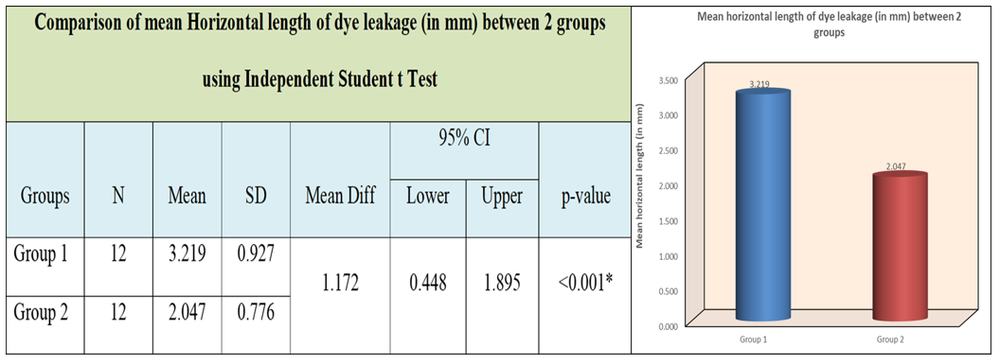 Comparison of mean Horizontal length of dye leakage (in mm) between 2 groups
using Independent Student t Test
95% CI
Groups N Mean SD Mean Diff Lower Upper p-value
Group 1 12 3.219 0.927
1.172 0.448 1.895 <0.001*
Group 2 12 2.047 0.776
Mean horizontal length of dye leakage (in mm) between 2
groups
Mean horizontal length (in mm)
3.500
3.000
2.500
2.000
1.500
1.000
0.500
0.000
3.219
2.047
Group 1
Group 2